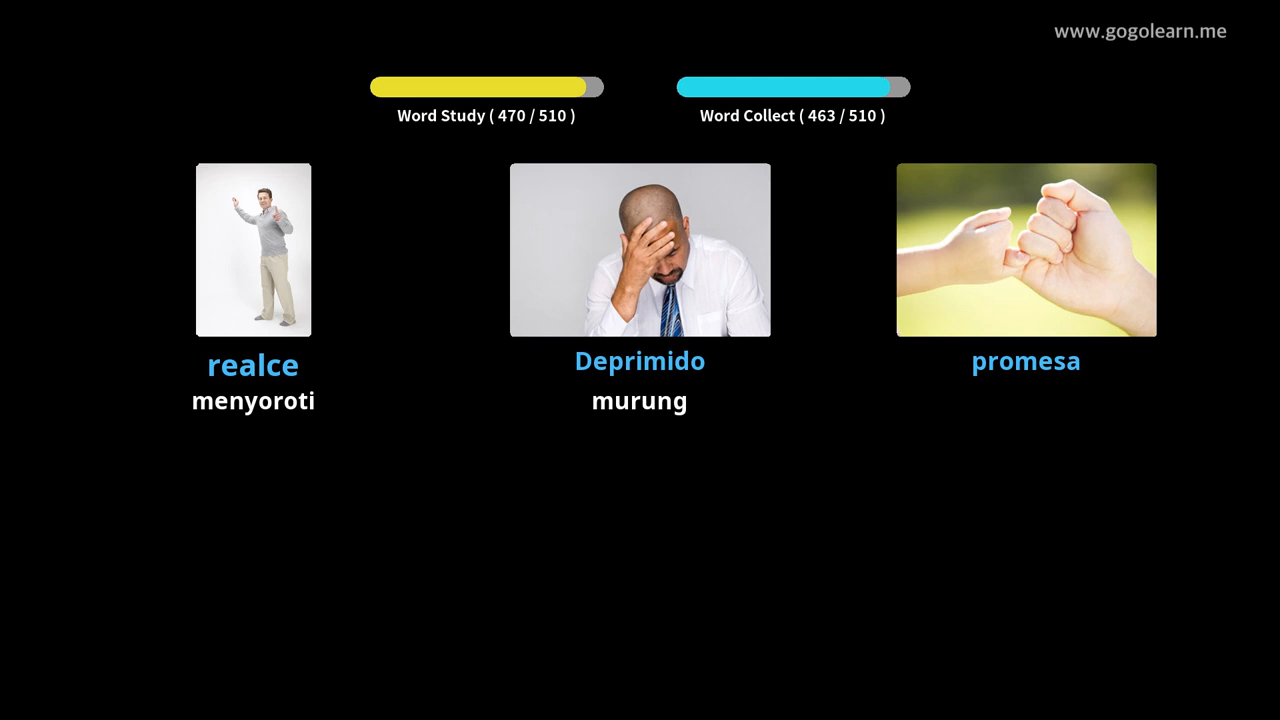 www.gogolearn.me
Word Study ( 470 / 510 )
Word Collect ( 463 / 510 )
realce
menyoroti
Deprimido
murung
promesa